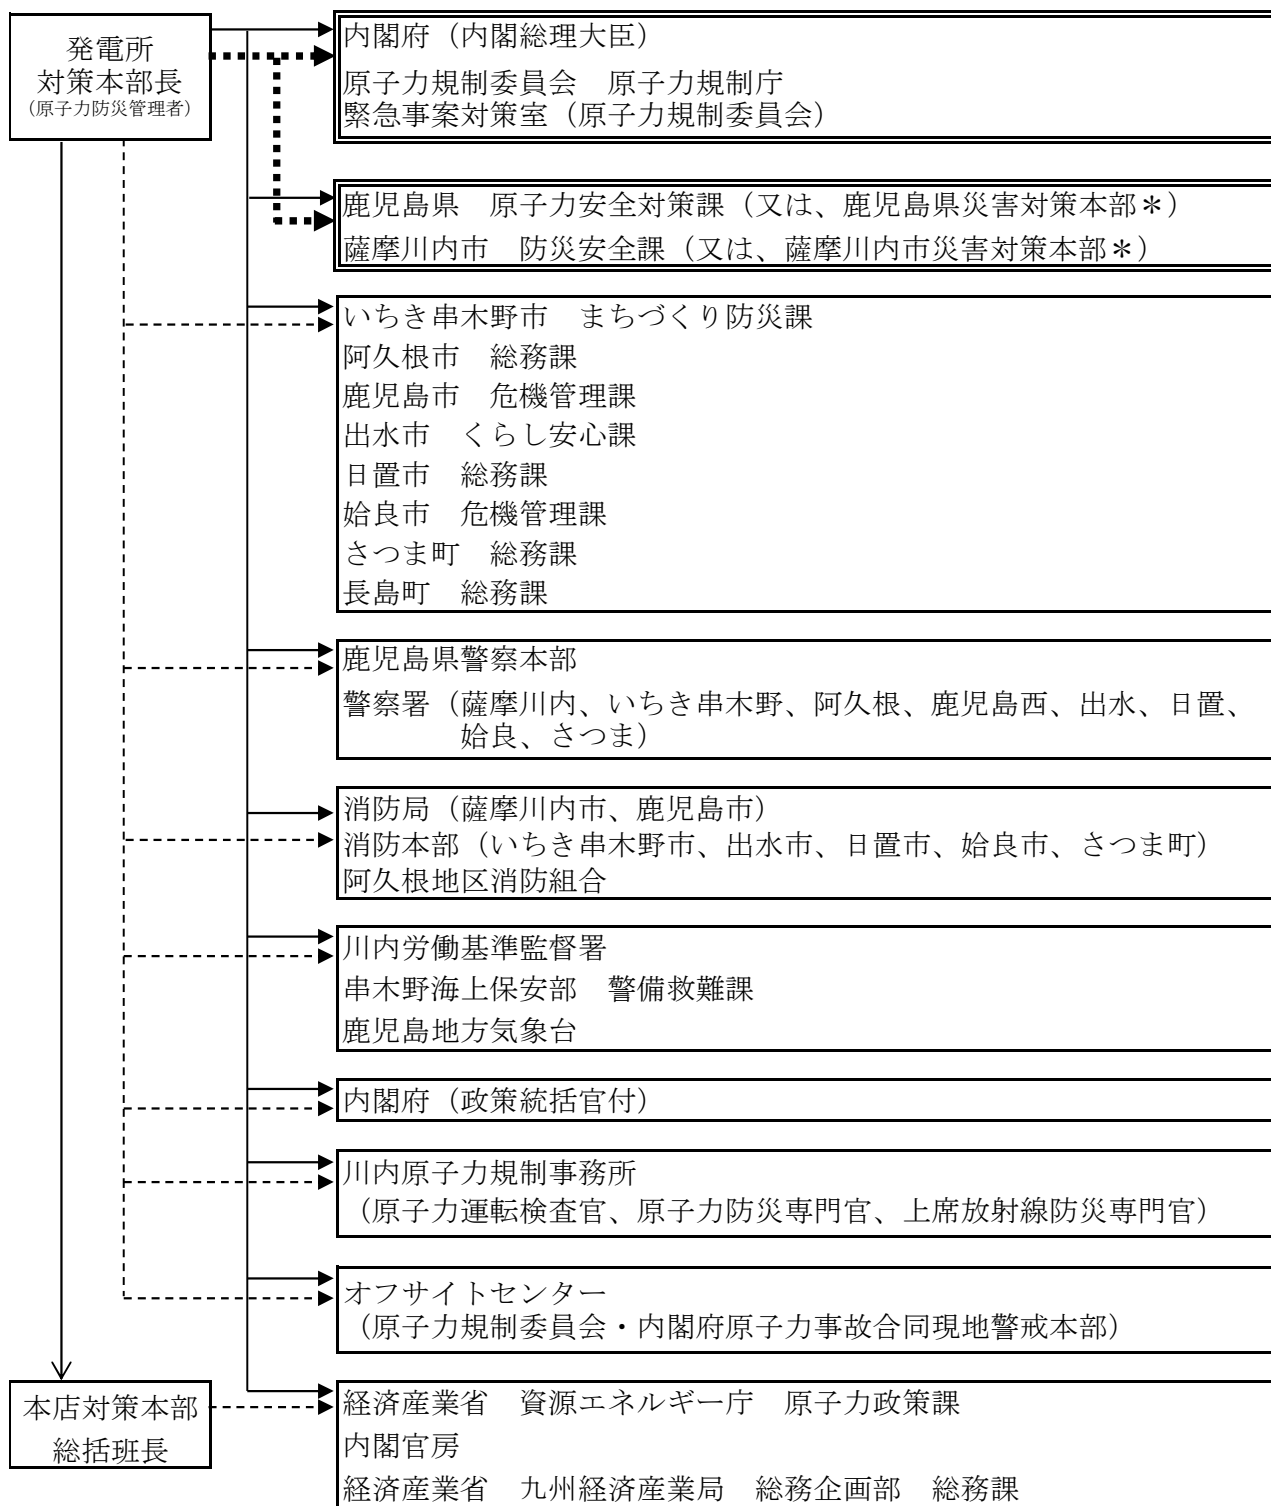 発電所
対策本部長
(原子力防災管理者)
内閣府（内閣総理大臣）
原子力規制委員会　原子力規制庁
緊急事案対策室（原子力規制委員会）
鹿児島県　原子力安全対策課（又は、鹿児島県災害対策本部＊）
薩摩川内市　防災安全課（又は、薩摩川内市災害対策本部＊）
いちき串木野市　まちづくり防災課
阿久根市　総務課
鹿児島市　危機管理課
出水市　くらし安心課
日置市　総務課
姶良市　危機管理課
さつま町　総務課
長島町　総務課
鹿児島県警察本部
警察署（薩摩川内、いちき串木野、阿久根、鹿児島西、出水、日置、
姶良、さつま）
消防局（薩摩川内市、鹿児島市）
消防本部（いちき串木野市、出水市、日置市、姶良市、さつま町）
阿久根地区消防組合
川内労働基準監督署
串木野海上保安部　警備救難課
鹿児島地方気象台
内閣府（政策統括官付）
川内原子力規制事務所
（原子力運転検査官、原子力防災専門官、上席放射線防災専門官）
オフサイトセンター
（原子力規制委員会・内閣府原子力事故合同現地警戒本部）
本店対策本部
総括班長
経済産業省　資源エネルギー庁　原子力政策課
内閣官房
経済産業省　九州経済産業局　総務企画部　総務課